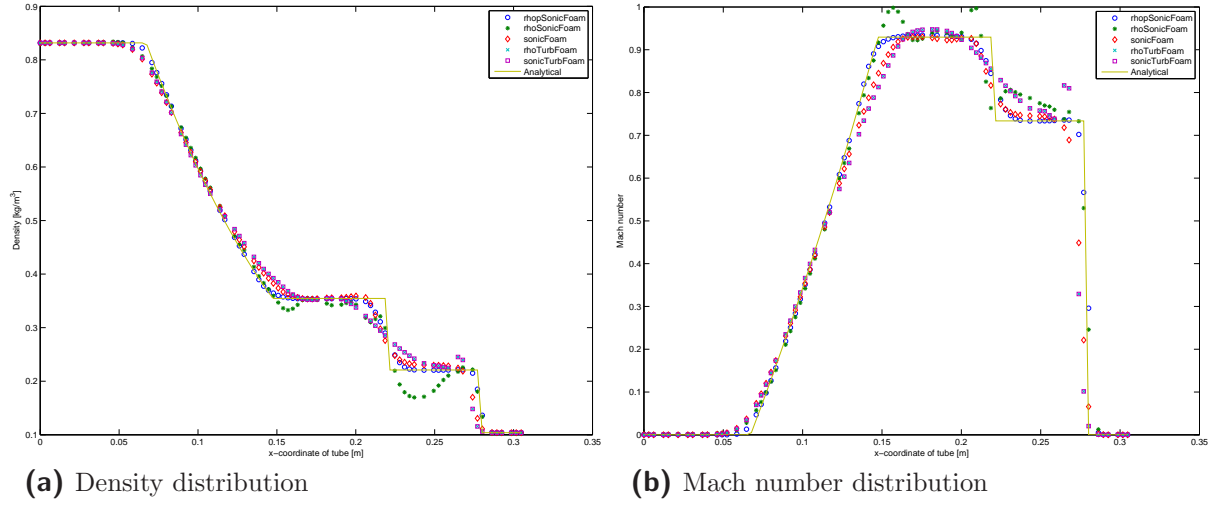 rhopSonicFoam
rhoSonicFoam
sonicFoam
rhoTurbFoam
sonicTurbFoam
Analytical
0.9
0.8
0.7
0.6
0.5
0.4
0.3
0.2
0.1
Density [kg/m³]
0 0.05 0.1 0.15 0.2 0.25 0.3 0.35
x−coordinate of tube [m]
(a) Density distribution
rhopSonicFoam
rhoSonicFoam
sonicFoam
rhoTurbFoam
sonicTurbFoam
Analytical
1
0.9
0.8
0.7
0.6
0.5
0.4
0.3
0.2
0.1
0
Mach number
0 0.05 0.1 0.15 0.2 0.25 0.3 0.35
x−coordinate of tube [m]
(b) Mach number distribution